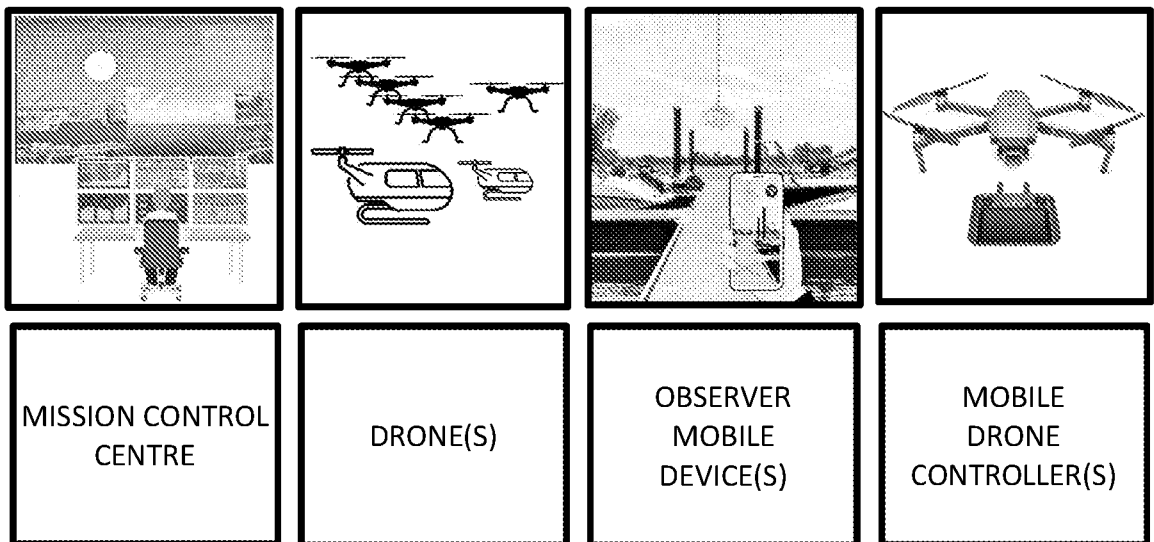 MISSION CONTROL
CENTRE
DRONE(S)
OBSERVER
MOBILE
DEVICE(S)
MOBILE
DRONE
CONTROLLER(S)